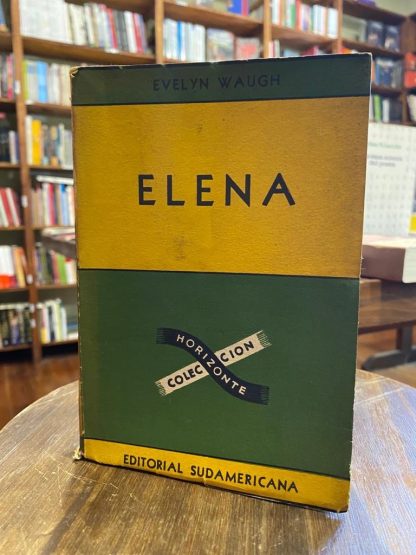 EVELYN WAUGH
ELENA
COLECCION
HORIZONTE
EDITORIAL SUDAMERICANA